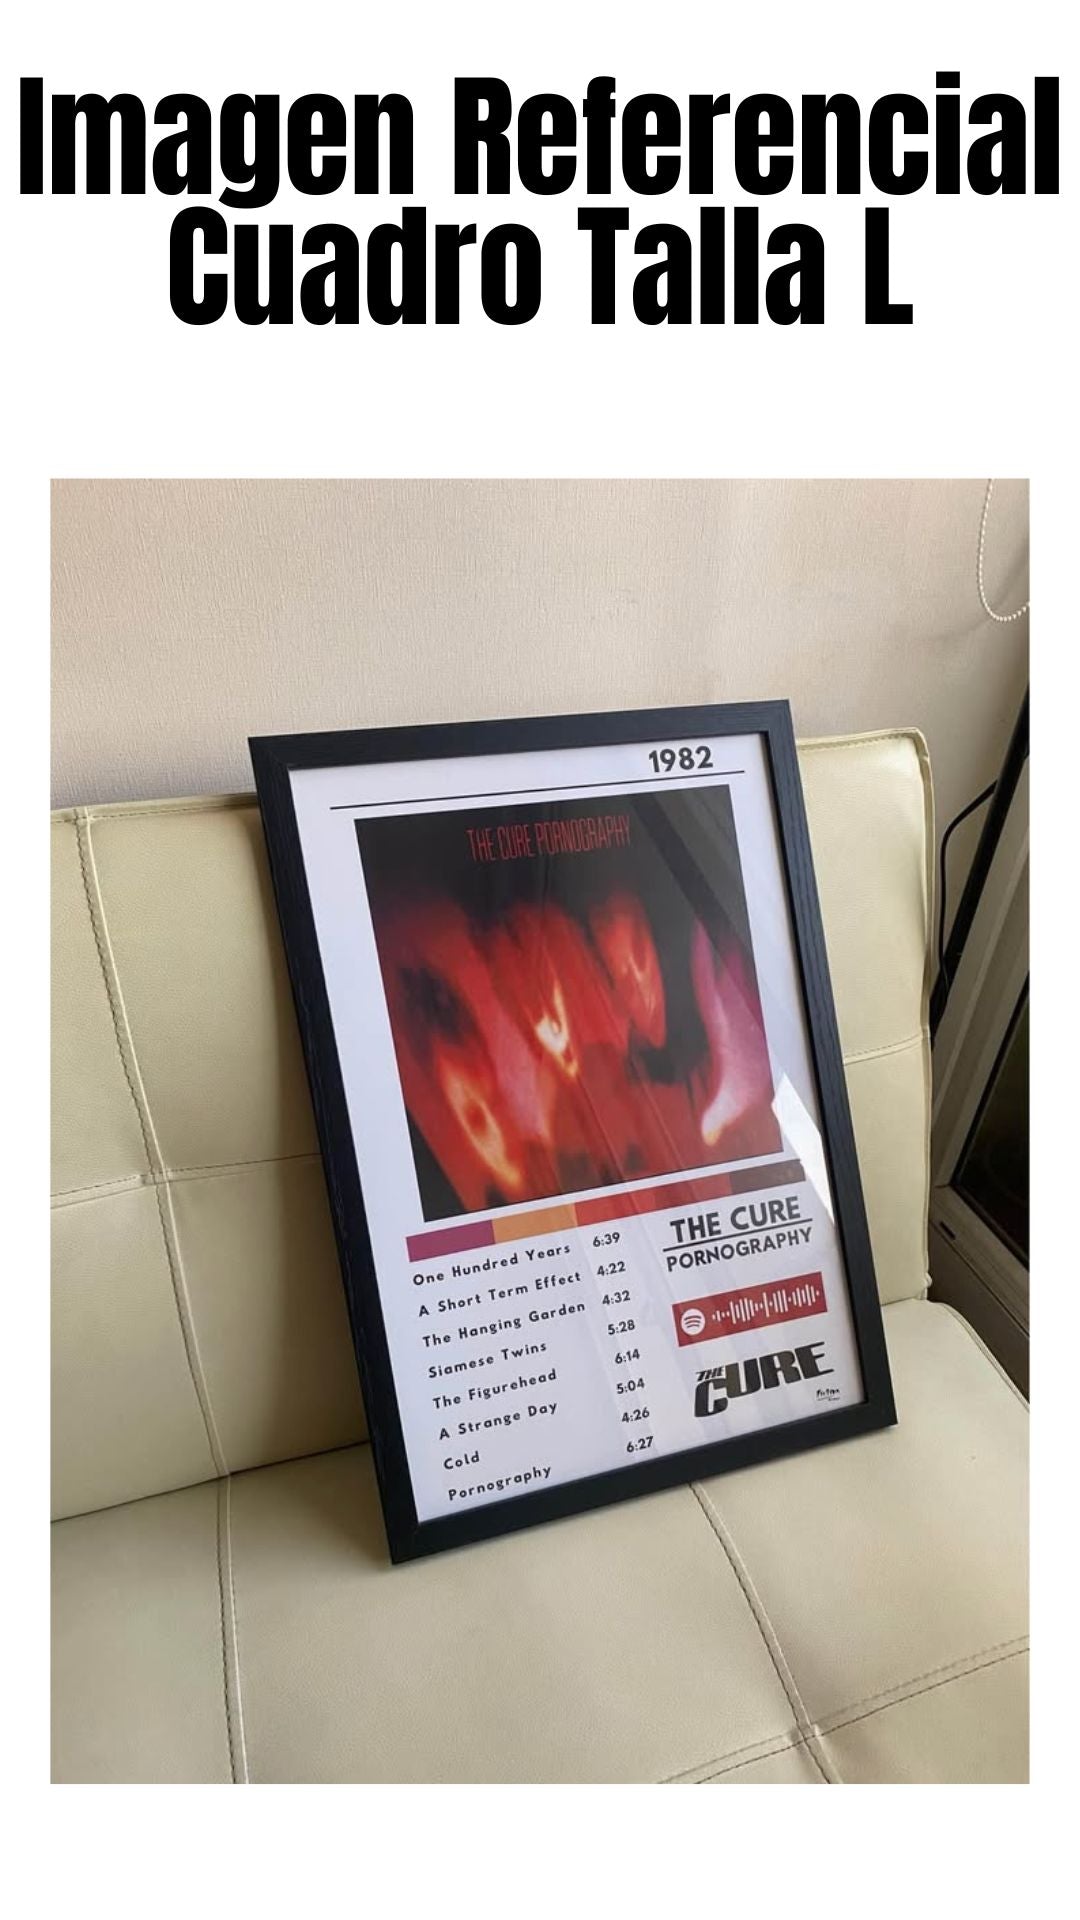 Imagen Referencial
Cuadro Talla L
1982
THE CURE PORNOGRAPHY
One Hundred Years 6:39
A Short Term Effect 4:22
The Hanging Garden 4:32
Siamese Twins 5:28
The Figurehead 6:14
A Strange Day 5:04
Cold 4:26
Pornography 6:27
THE CURE
PORNOGRAPHY
THE
CURE